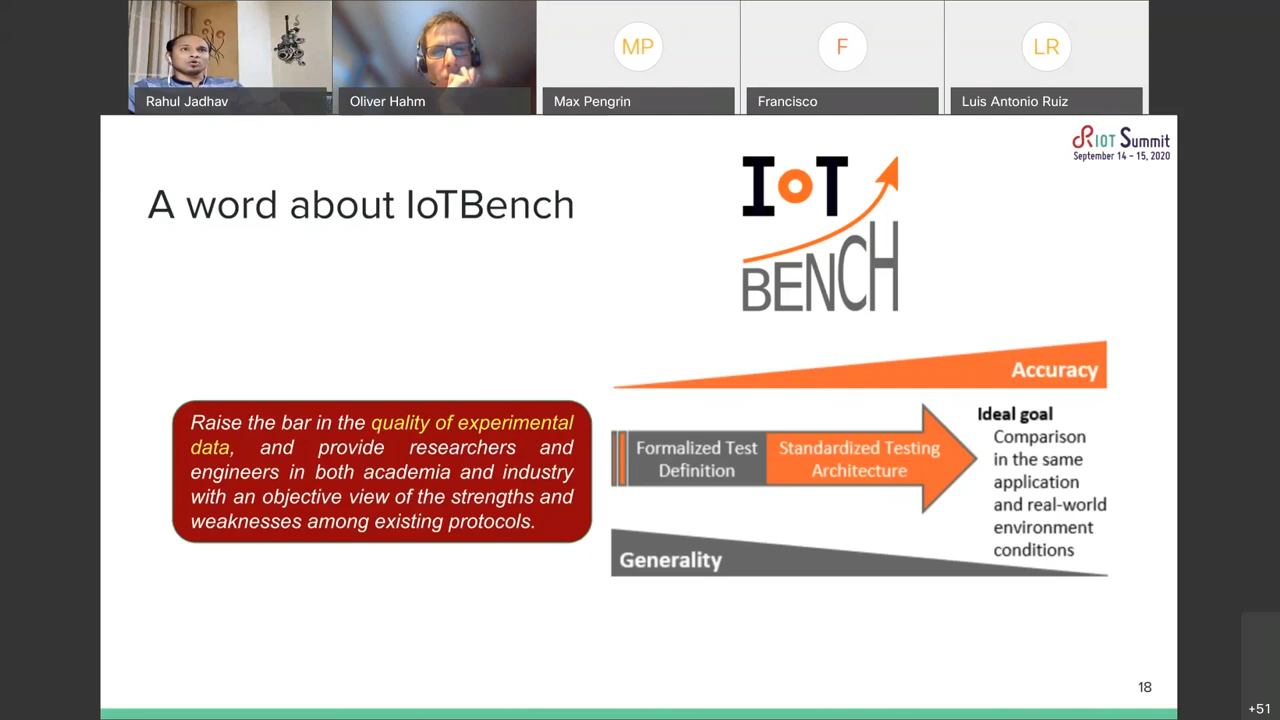 MP
F
LR
Rahul Jadhav
Oliver Hahm
Max Pengrin
Francisco
Luis Antonio Ruiz
RIOT Summit
September 14 – 15, 2020
A word about IoTBench
IoT
BENCH
Raise the bar in the quality of experimental
data, and provide researchers and
engineers in both academia and industry
with an objective view of the strengths and
weaknesses among existing protocols.
Accuracy
Formalized Test
Definition
Standardized Testing
Architecture
Ideal goal
Comparison
in the same
application
and real-world
environment
conditions
Generality
18
+51